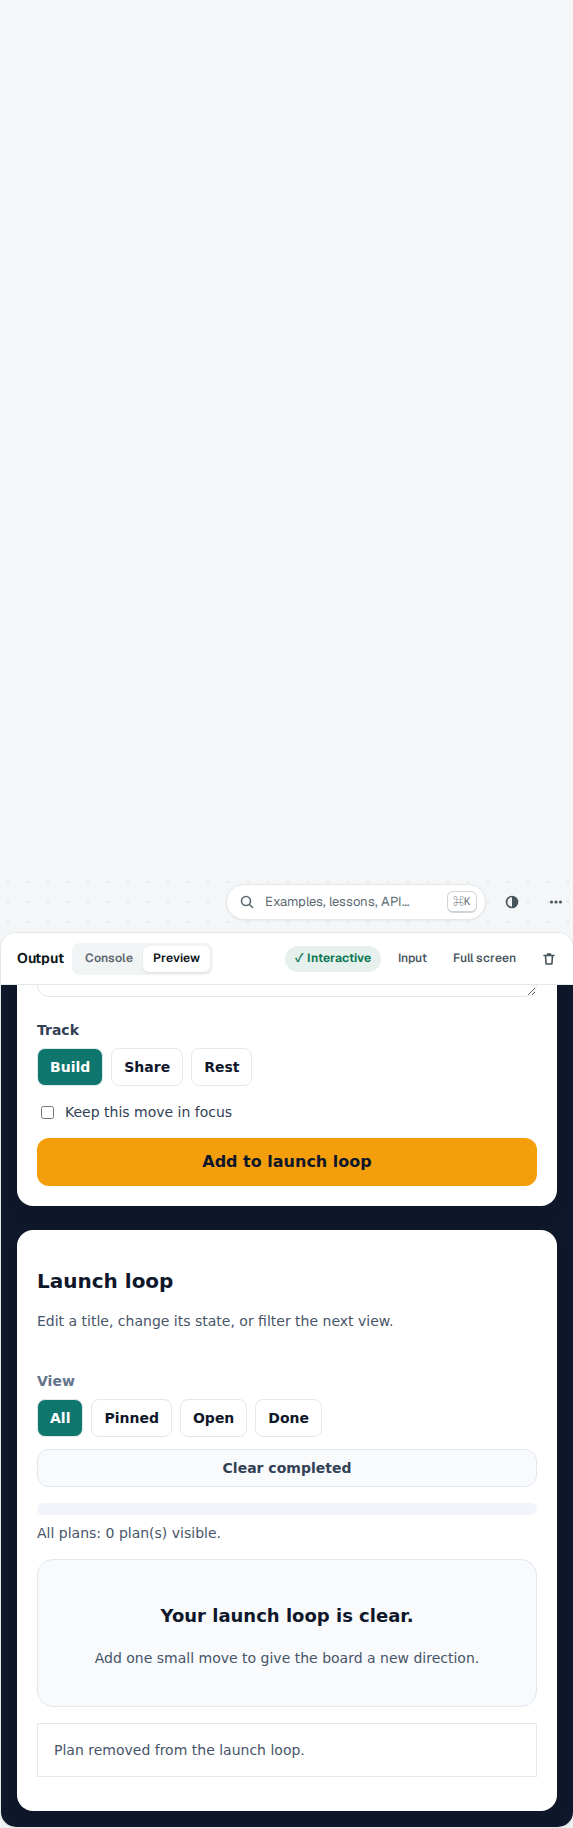 Examples, lessons, API… ⌘K
Output Console Preview ✓ Interactive Input Full screen
Track
Build Share Rest
Keep this move in focus
Add to launch loop
Launch loop
Edit a title, change its state, or filter the next view.
View
All Pinned Open Done
Clear completed
All plans: 0 plan(s) visible.
Your launch loop is clear.
Add one small move to give the board a new direction.
Plan removed from the launch loop.